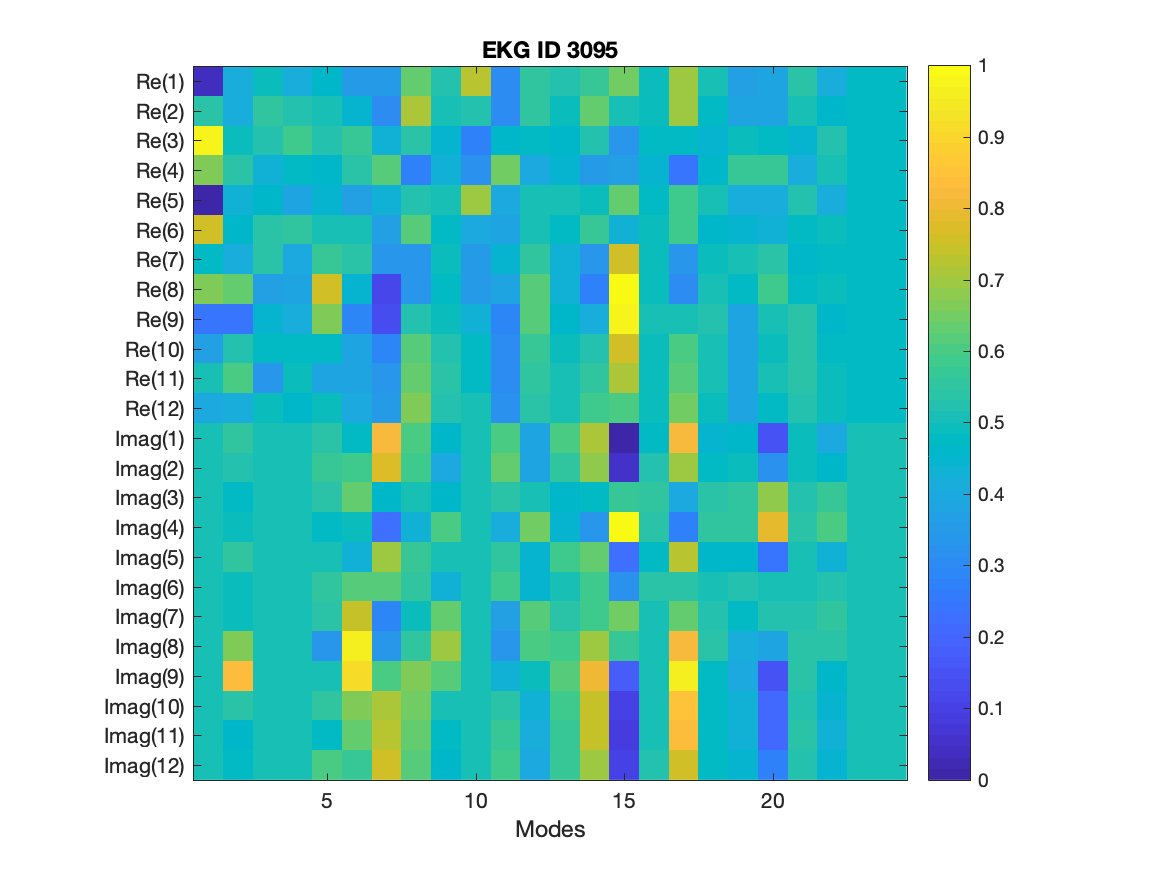 EKG ID 3095
Re(1)
Re(2)
Re(3)
Re(4)
Re(5)
Re(6)
Re(7)
Re(8)
Re(9)
Re(10)
Re(11)
Re(12)
Imag(1)
Imag(2)
Imag(3)
Imag(4)
Imag(5)
Imag(6)
Imag(7)
Imag(8)
Imag(9)
Imag(10)
Imag(11)
Imag(12)
5 10 15 20
Modes
1
0.9
0.8
0.7
0.6
0.5
0.4
0.3
0.2
0.1
0